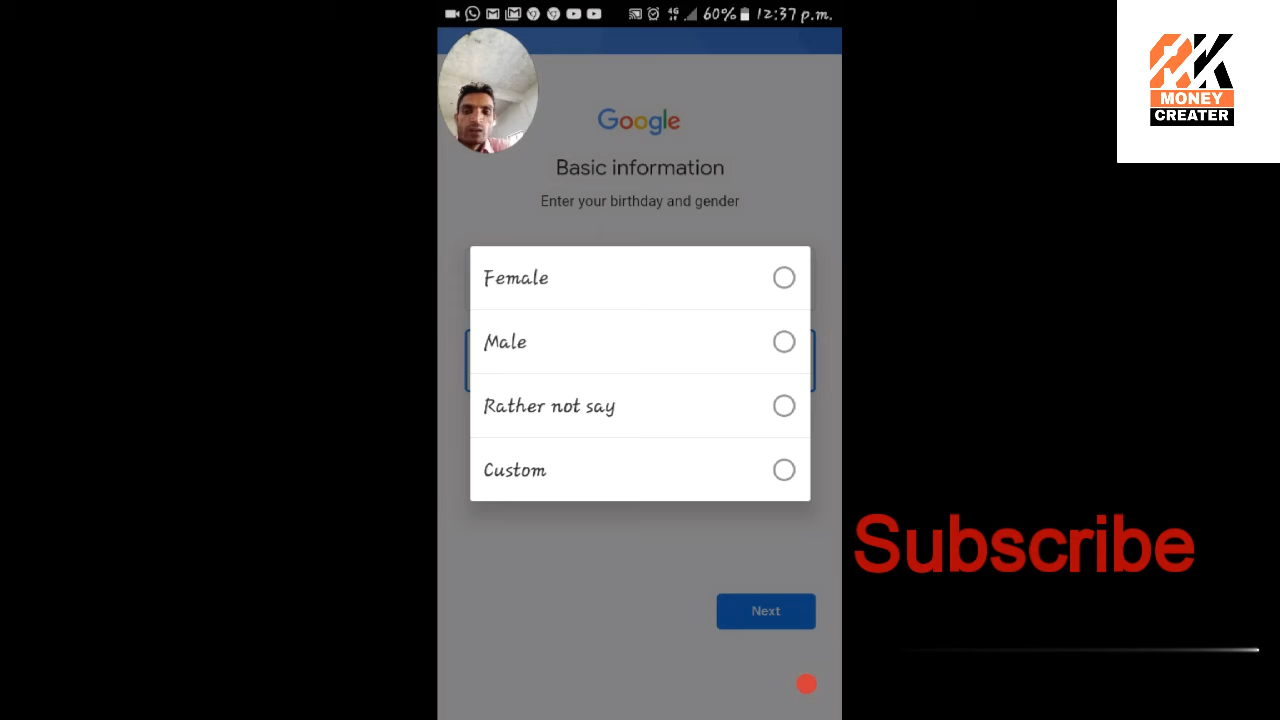 4G 60% 12:37 p.m.
Google
Basic information
Enter your birthday and gender
Female
Male
Rather not say
Custom
Next
MONEY
CREATER
Subscribe